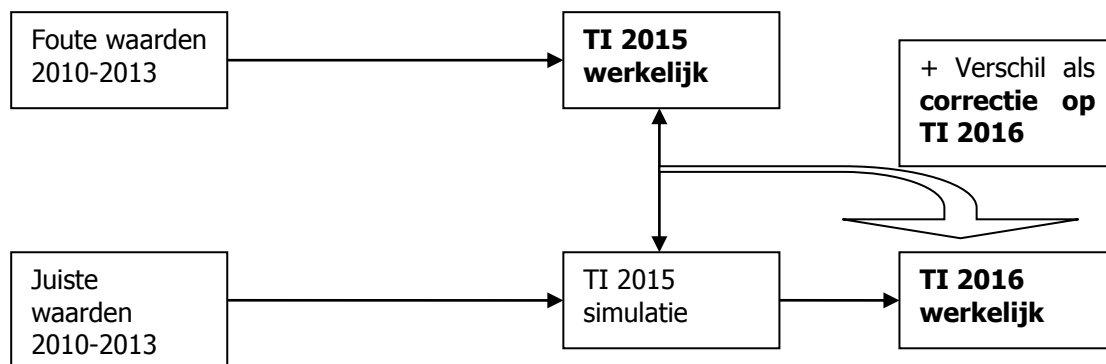 Foute waarden
2010-2013
TI 2015
werkelijk
+ Verschil als
correctie op
TI 2016
Juiste
waarden
2010-2013
TI 2015
simulatie
TI 2016
werkelijk